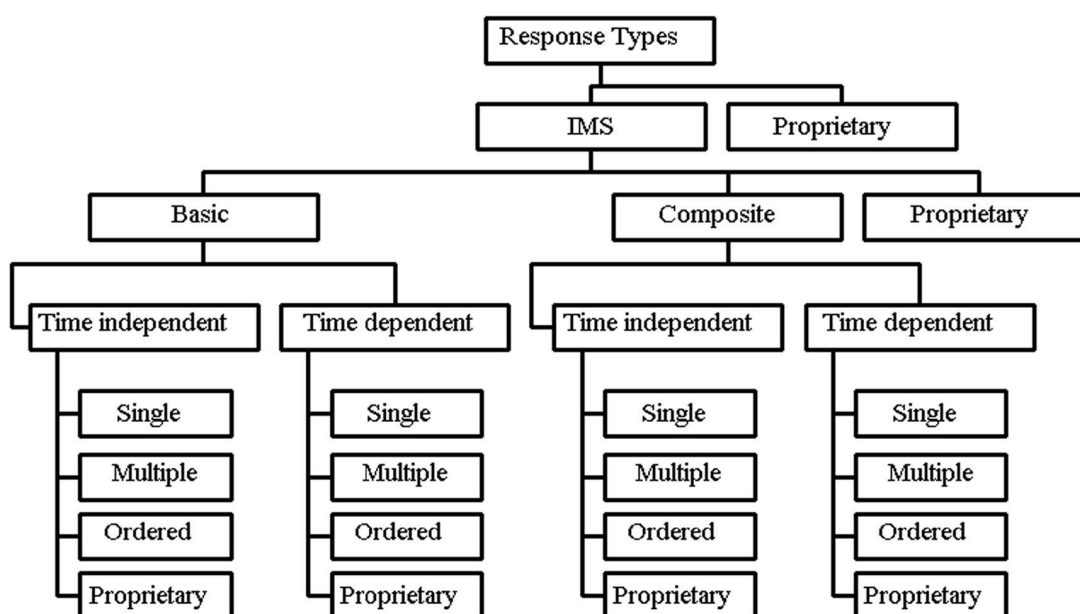 Response Types
IMS
Proprietary
Basic
Composite
Proprietary
Time independent
Time dependent
Time independent
Time dependent
Single
Single
Single
Single
Multiple
Multiple
Multiple
Multiple
Ordered
Ordered
Ordered
Ordered
Proprietary
Proprietary
Proprietary
Proprietary